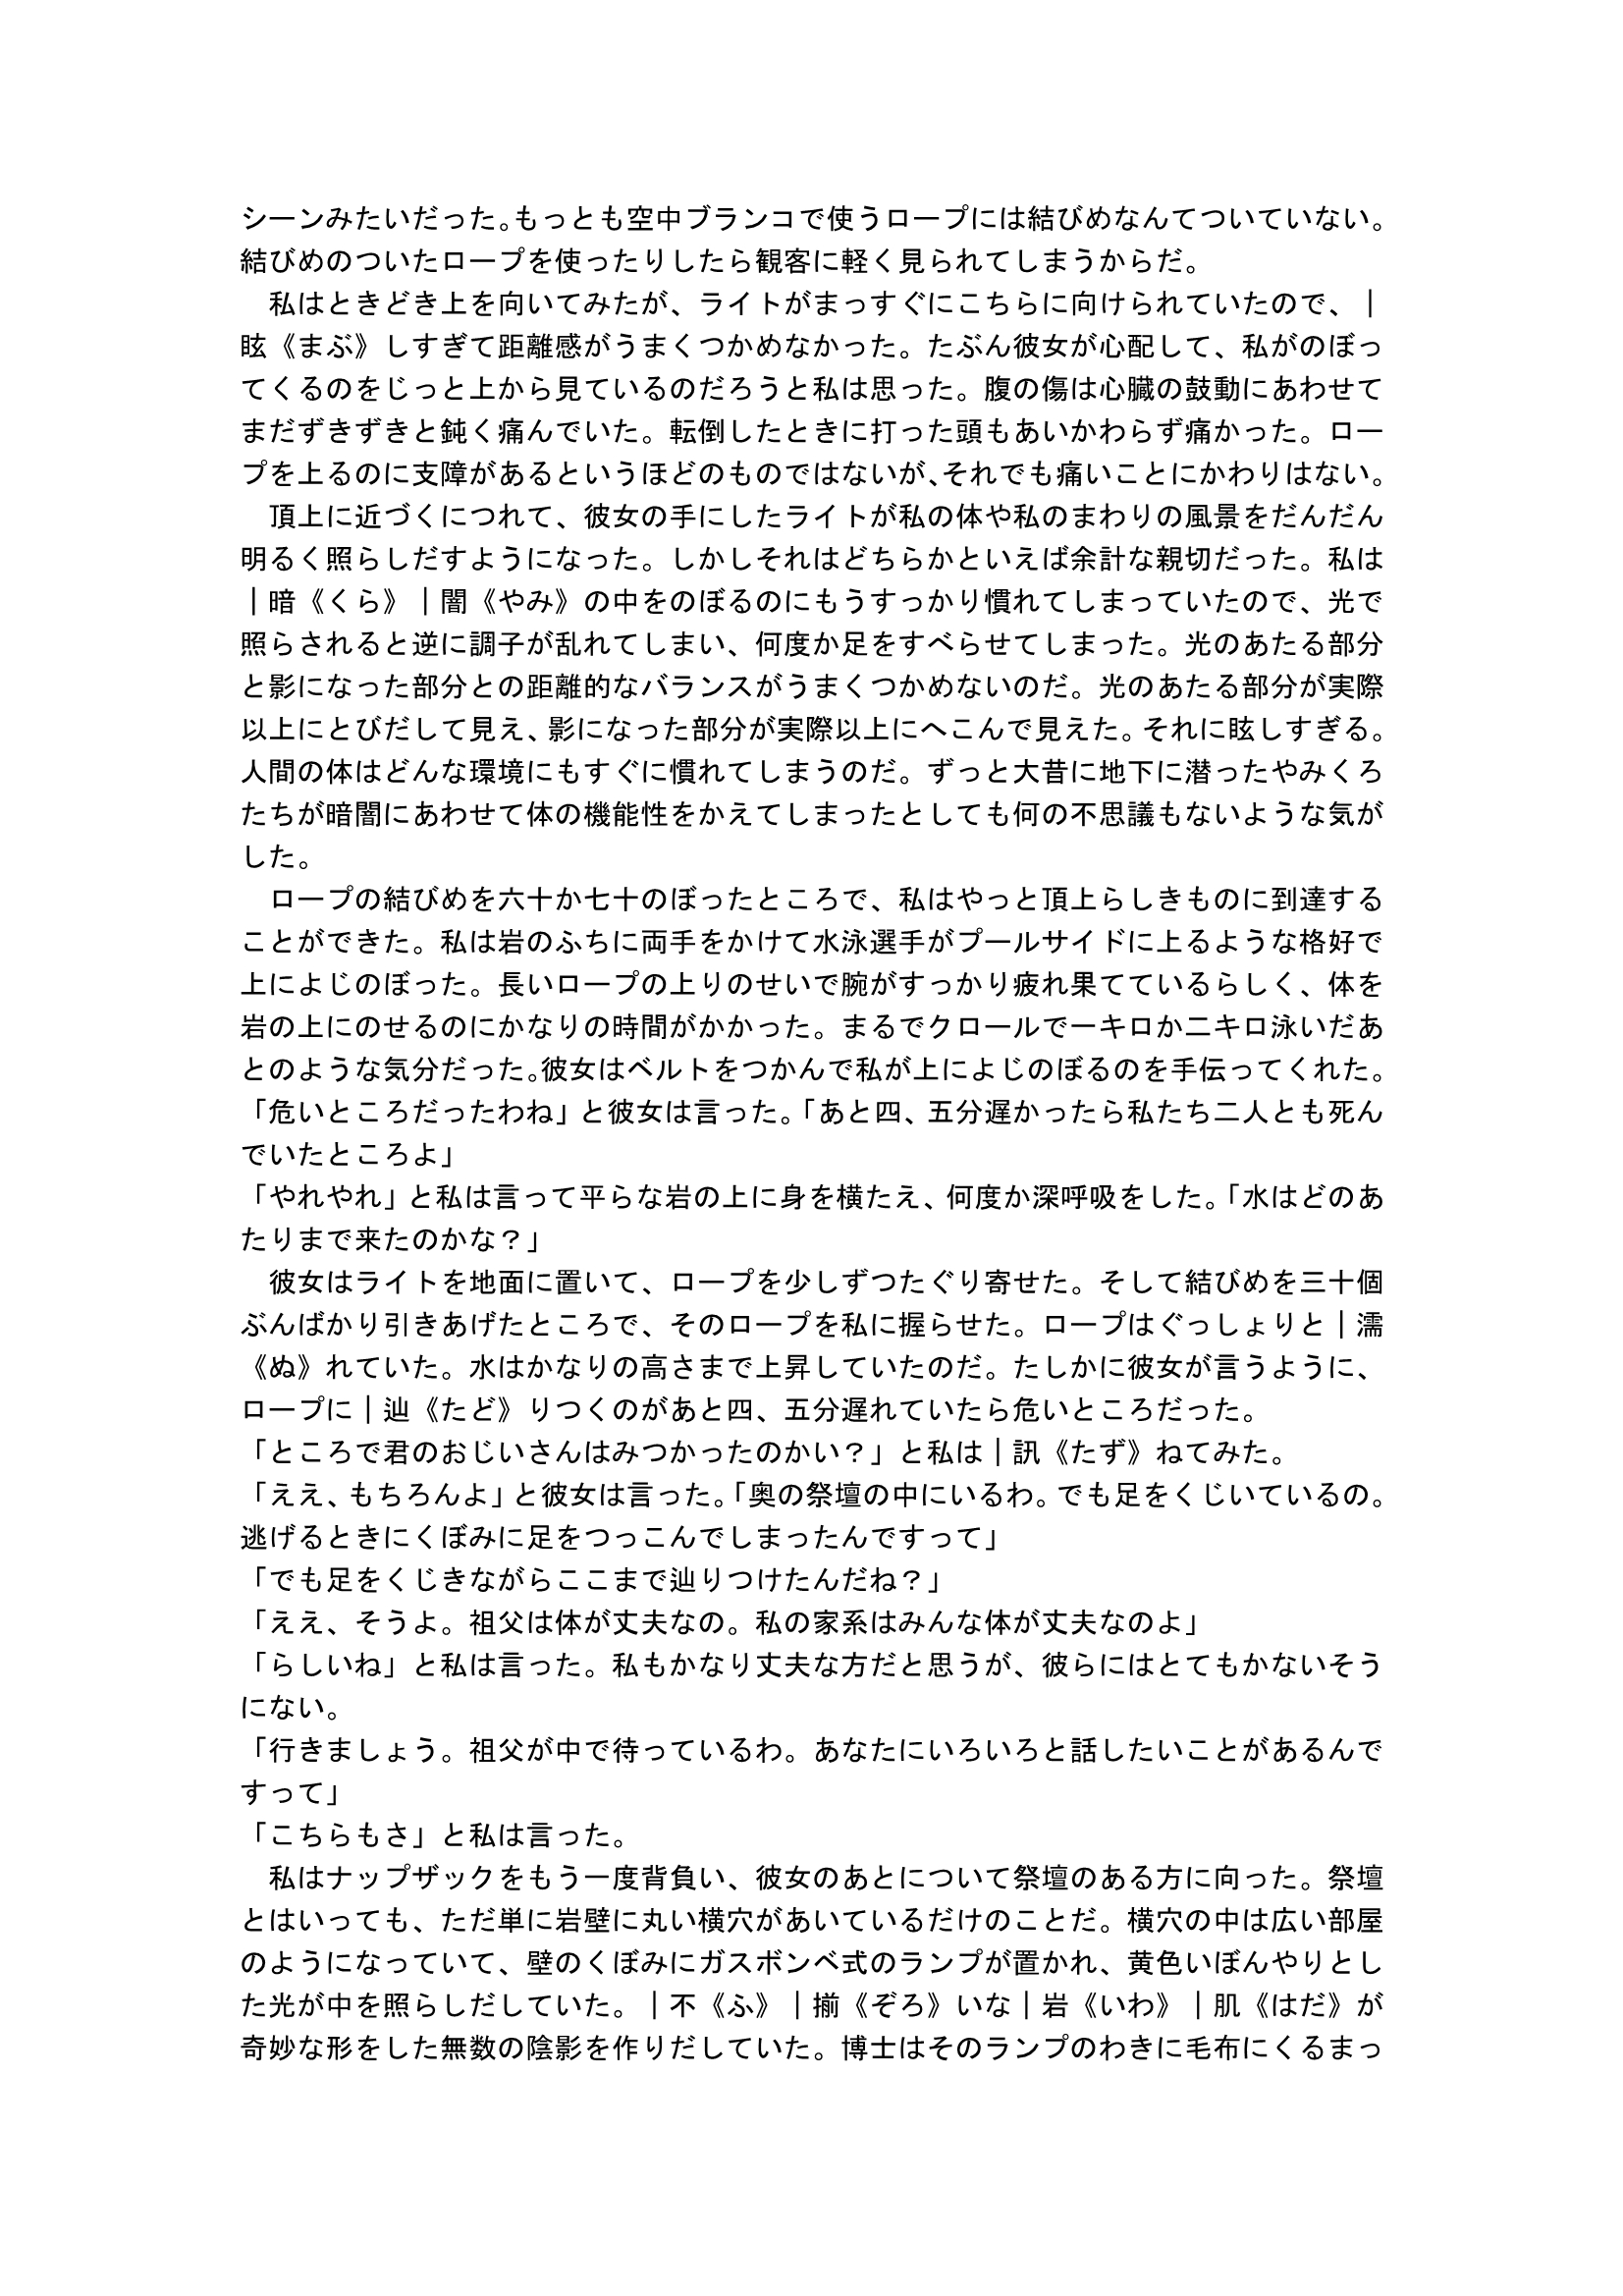 シーンみたいだった。もっとも空中ブランコで使うロープには結びめなんてついていない。
結びめのついたロープを使ったりしたら観客に軽く見られてしまうからだ。
　私はときどき上を向いてみたが、ライトがまっすぐにこちらに向けられていたので、｜
眩《まぶ》しすぎて距離感がうまくつかめなかった。たぶん彼女が心配して、私がのぼっ
てくるのをじっと上から見ているのだろうと私は思った。腹の傷は心臓の鼓動にあわせて
まだずきずきと鈍く痛んでいた。転倒したときに打った頭もあいかわらず痛かった。ロー
プを上るのに支障があるというほどのものではないが、それでも痛いことにかわりはない。
　頂上に近づくにつれて、彼女の手にしたライトが私の体や私のまわりの風景をだんだん
明るく照らしだすようになった。しかしそれはどちらかといえば余計な親切だった。私は
｜暗《くら》｜闇《やみ》の中をのぼるのにもうすっかり慣れてしまっていたので、光で
照らされると逆に調子が乱れてしまい、何度か足をすべらせてしまった。光のあたる部分
と影になった部分との距離的なバランスがうまくつかめないのだ。光のあたる部分が実際
以上にとびだして見え、影になった部分が実際以上にへこんで見えた。それに眩しすぎる。
人間の体はどんな環境にもすぐに慣れてしまうのだ。ずっと大昔に地下に潜ったやみくろ
たちが暗闇にあわせて体の機能性をかえてしまったとしても何の不思議もないような気が
した。
　ロープの結びめを六十か七十のぼったところで、私はやっと頂上らしきものに到達する
ことができた。私は岩のふちに両手をかけて水泳選手がプールサイドに上るような格好で
上によじのぼった。長いロープの上りのせいで腕がすっかり疲れ果てているらしく、体を
岩の上にのせるのにかなりの時間がかかった。まるでクロールで一キロか二キロ泳いだあ
とのような気分だった。彼女はベルトをつかんで私が上によじのぼるのを手伝ってくれた。
「危いところだったわね」と彼女は言った。「あと四、五分遅かったら私たち二人とも死ん
でいたところよ」
「やれやれ」と私は言って平らな岩の上に身を横たえ、何度か深呼吸をした。「水はどのあ
たりまで来たのかな？」
　彼女はライトを地面に置いて、ロープを少しずつたぐり寄せた。そして結びめを三十個
ぶんばかり引きあげたところで、そのロープを私に握らせた。ロープはぐっしょりと｜濡
《ぬ》れていた。水はかなりの高さまで上昇していたのだ。たしかに彼女が言うように、
ロープに｜辿《たど》りつくのがあと四、五分遅れていたら危いところだった。
「ところで君のおじいさんはみつかったのかい？」と私は｜訊《たず》ねてみた。
「ええ、もちろんよ」と彼女は言った。「奥の祭壇の中にいるわ。でも足をくじいているの。
逃げるときにくぼみに足をつっこんでしまったんですって」
「でも足をくじきながらここまで辿りつけたんだね？」
「ええ、そうよ。祖父は体が丈夫なの。私の家系はみんな体が丈夫なのよ」
「らしいね」と私は言った。私もかなり丈夫な方だと思うが、彼らにはとてもかないそう
にない。
「行きましょう。祖父が中で待っているわ。あなたにいろいろと話したいことがあるんで
すって」
「こちらもさ」と私は言った。
　私はナップザックをもう一度背負い、彼女のあとについて祭壇のある方に向った。祭壇
とはいっても、ただ単に岩壁に丸い横穴があいているだけのことだ。横穴の中は広い部屋
のようになっていて、壁のくぼみにガスボンベ式のランプが置かれ、黄色いぼんやりとし
た光が中を照らしだしていた。｜不《ふ》｜揃《ぞろ》いな｜岩《いわ》｜肌《はだ》が
奇妙な形をした無数の陰影を作りだしていた。博士はそのランプのわきに毛布にくるまっ